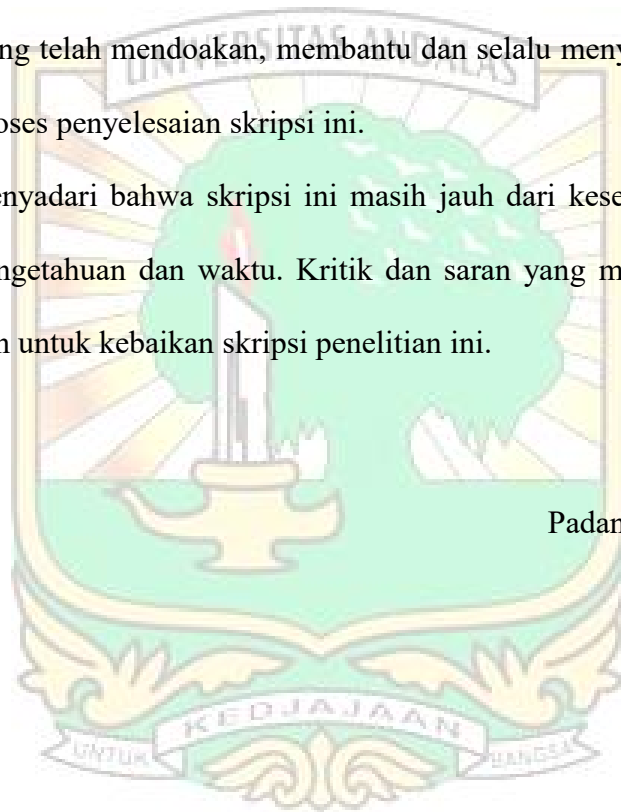 UNIVERSITAS ANDALAS
ng telah mendoakan, membantu dan selalu meny
oses penyelesaian skripsi ini.
enyadari bahwa skripsi ini masih jauh dari kese
ngetahuan dan waktu. Kritik dan saran yang m
n untuk kebaikan skripsi penelitian ini.
Padan
KEDJAJAAN
UNTUK BANGSA